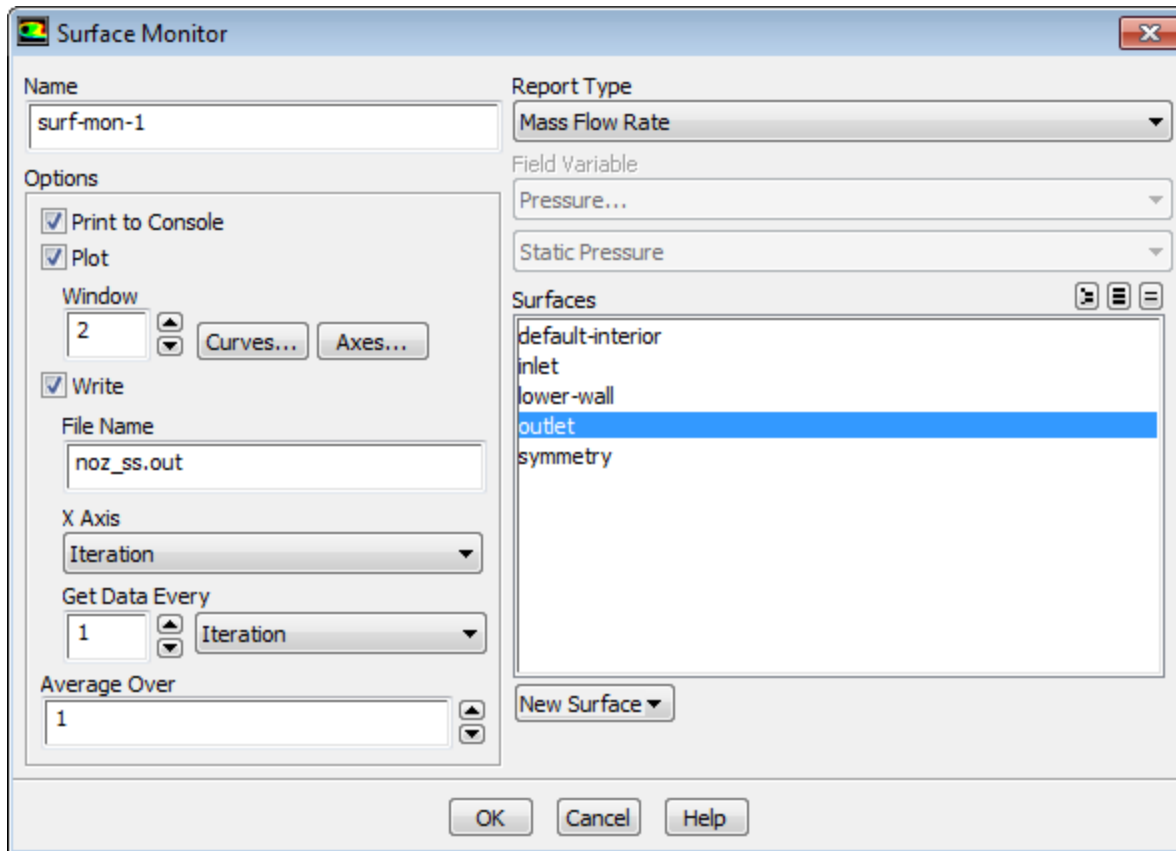 Surface Monitor
Name
surf-mon-1
Options
Print to Console
Plot
Window
2
Curves...
Axes...
Write
File Name
noz_ss.out
X Axis
Iteration
Get Data Every
1
Iteration
Average Over
1
Report Type
Mass Flow Rate
Field Variable
Pressure...
Static Pressure
Surfaces
default-interior
inlet
lower-wall
outlet
symmetry
New Surface
OK
Cancel
Help